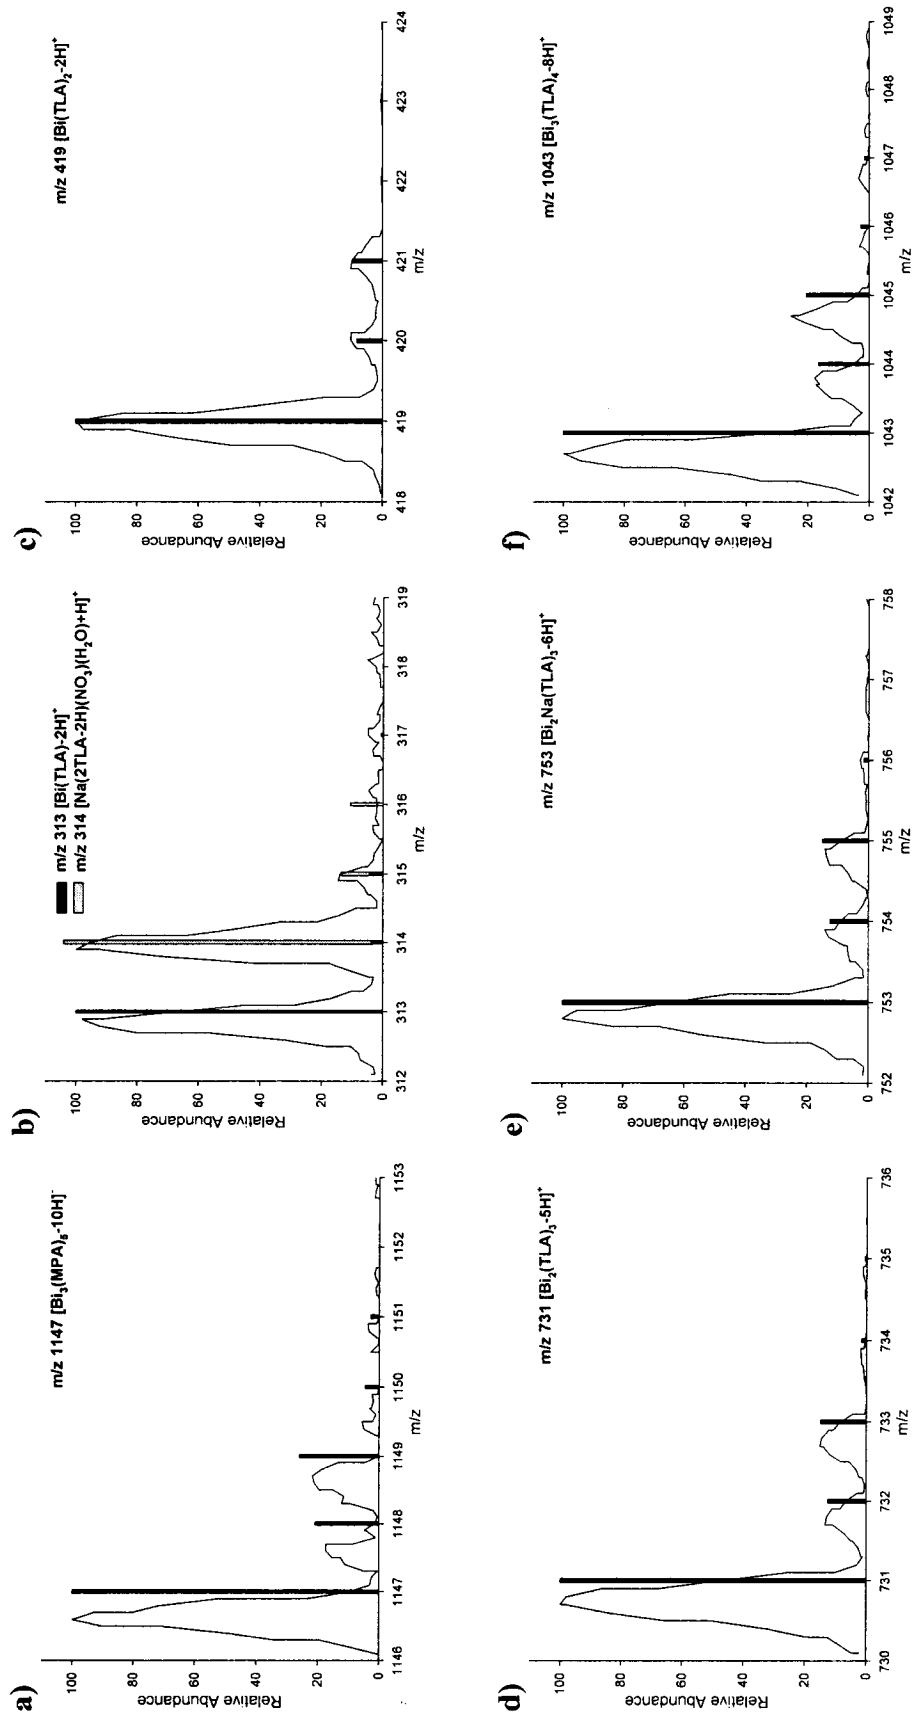 a)
m/z 1147 [Bi₃(MPA)₅-10H]⁻
Relative Abundance
100
80
60
40
20
0
1146 1147 1148 1149 1150 1151 1152 1153
m/z
b)
m/z 313 [Bi(TLA)-2H]⁺
m/z 314 [Na(2TLA-2H)(NO₃)(H₂O)+H]⁺
Relative Abundance
100
80
60
40
20
0
312 313 314 315 316 317 318 319
m/z
c)
m/z 419 [Bi(TLA)₂-2H]⁺
Relative Abundance
100
80
60
40
20
0
418 419 420 421 422 423 424
m/z
d)
m/z 731 [Bi₂(TLA)₃-5H]⁺
Relative Abundance
100
80
60
40
20
0
730 731 732 733 734 735 736
m/z
e)
m/z 753 [Bi₂Na(TLA)₃-6H]⁺
Relative Abundance
100
80
60
40
20
0
752 753 754 755 756 757 758
m/z
f)
m/z 1043 [Bi₃(TLA)₄-8H]⁺
Relative Abundance
100
80
60
40
20
0
1042 1043 1044 1045 1046 1047 1048 1049
m/z